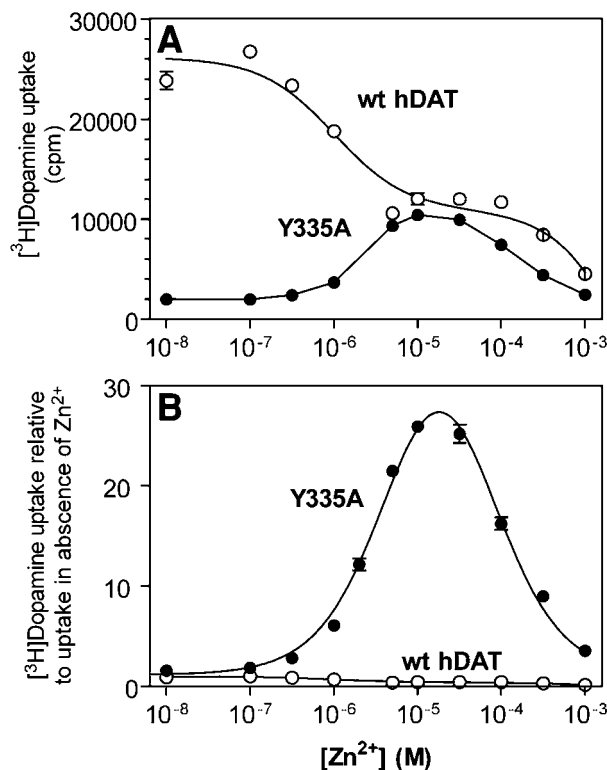 A
[³H]Dopamine uptake
(cpm)
30000
20000
10000
0
wt hDAT
Y335A
10⁻⁸ 10⁻⁷ 10⁻⁶ 10⁻⁵ 10⁻⁴ 10⁻³
B
[³H]Dopamine uptake relative
to uptake in abscence of Zn²⁺
30
20
10
0
Y335A
wt hDAT
10⁻⁸ 10⁻⁷ 10⁻⁶ 10⁻⁵ 10⁻⁴ 10⁻³
[Zn²⁺] (M)